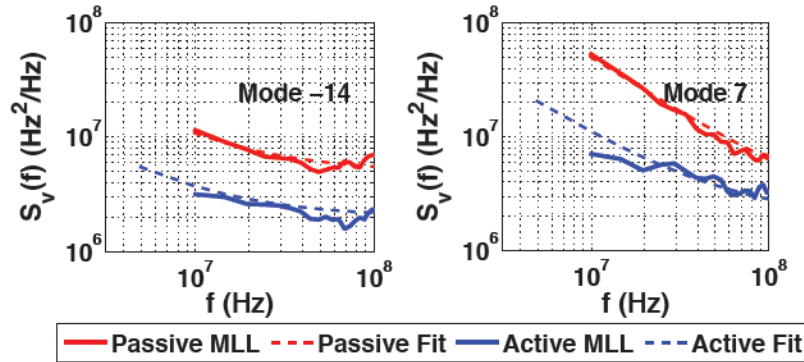 10^8
10^7
10^6
S_v(f) (Hz^2/Hz)
Mode −14
10^7
10^8
f (Hz)
10^8
10^7
10^6
S_v(f) (Hz^2/Hz)
Mode 7
10^7
10^8
f (Hz)
Passive MLL
Passive Fit
Active MLL
Active Fit